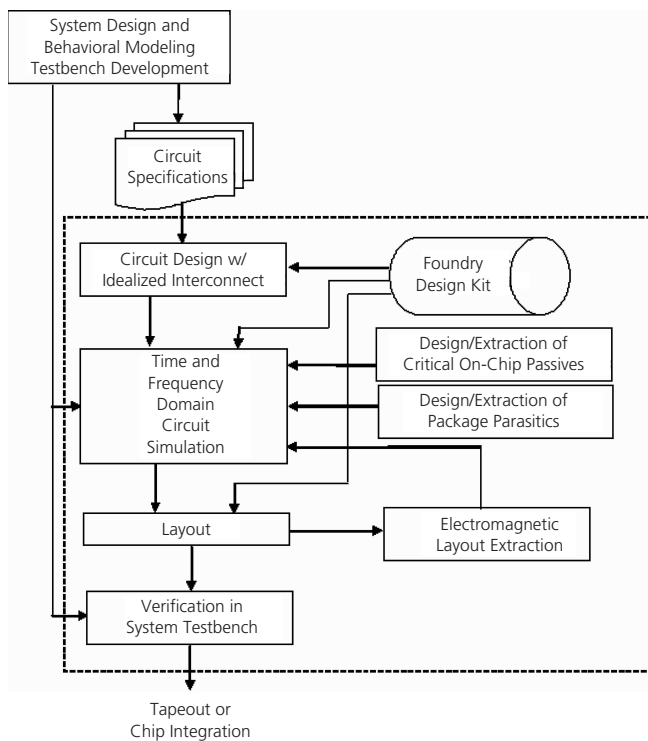 System Design and
Behavioral Modeling
Testbench Development
Circuit
Specifications
Circuit Design w/
Idealized Interconnect
Foundry
Design Kit
Time and
Frequency
Domain
Circuit
Simulation
Design/Extraction of
Critical On-Chip Passives
Design/Extraction of
Package Parasitics
Layout
Electromagnetic
Layout Extraction
Verification in
System Testbench
Tapeout or
Chip Integration